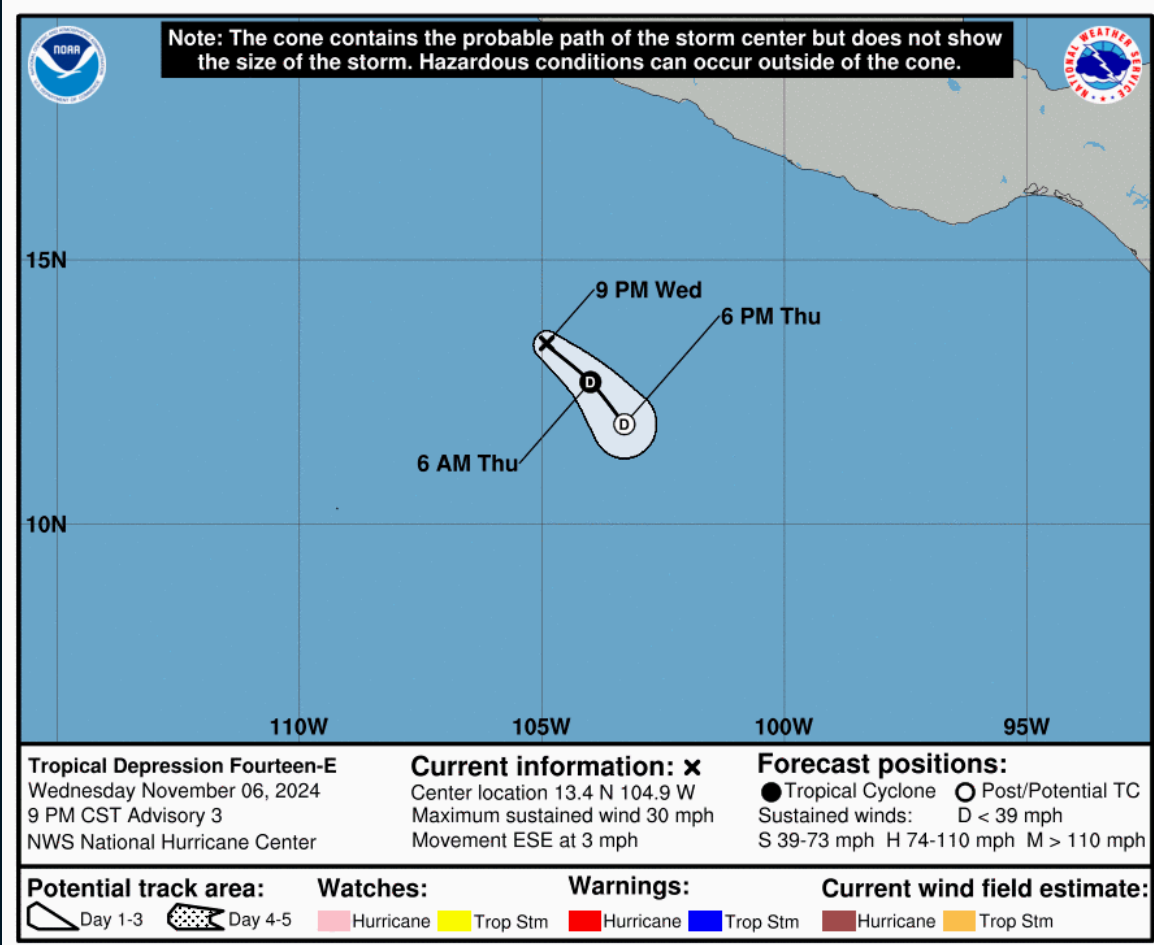 Note: The cone contains the probable path of the storm center but does not show
the size of the storm. Hazardous conditions can occur outside of the cone.
NOAA
NATIONAL WEATHER SERVICE
15N
9 PM Wed
6 PM Thu
D
D
6 AM Thu
10N
110W
105W
100W
95W
Tropical Depression Fourteen-E
Wednesday November 06, 2024
9 PM CST Advisory 3
NWS National Hurricane Center
Current information: ×
Center location 13.4 N 104.9 W
Maximum sustained wind 30 mph
Movement ESE at 3 mph
Forecast positions:
Tropical Cyclone Post/Potential TC
Sustained winds: D < 39 mph
S 39-73 mph H 74-110 mph M > 110 mph
Potential track area:
Day 1-3 Day 4-5
Watches:
Hurricane Trop Stm
Warnings:
Hurricane Trop Stm
Current wind field estimate:
Hurricane Trop Stm